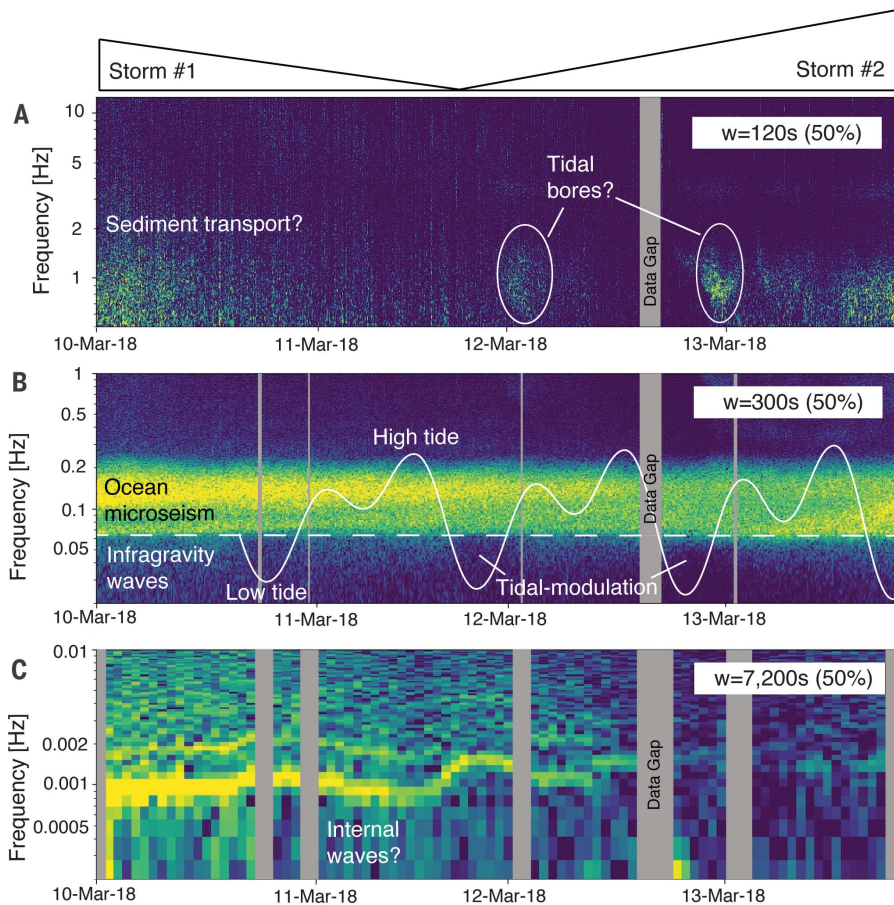 Storm #1
Storm #2
A
w=120s (50%)
Tidal
bores?
Sediment transport?
Data Gap
Frequency [Hz]
10
5
2
1
10-Mar-18
11-Mar-18
12-Mar-18
13-Mar-18
B
w=300s (50%)
High tide
Ocean
microseism
Infragravity
waves
Low tide
Tidal-modulation
Data Gap
Frequency [Hz]
1
0.5
0.2
0.1
0.05
10-Mar-18
11-Mar-18
12-Mar-18
13-Mar-18
C
w=7,200s (50%)
Internal
waves?
Data Gap
Frequency [Hz]
0.01
0.002
0.001
0.0005
10-Mar-18
11-Mar-18
12-Mar-18
13-Mar-18